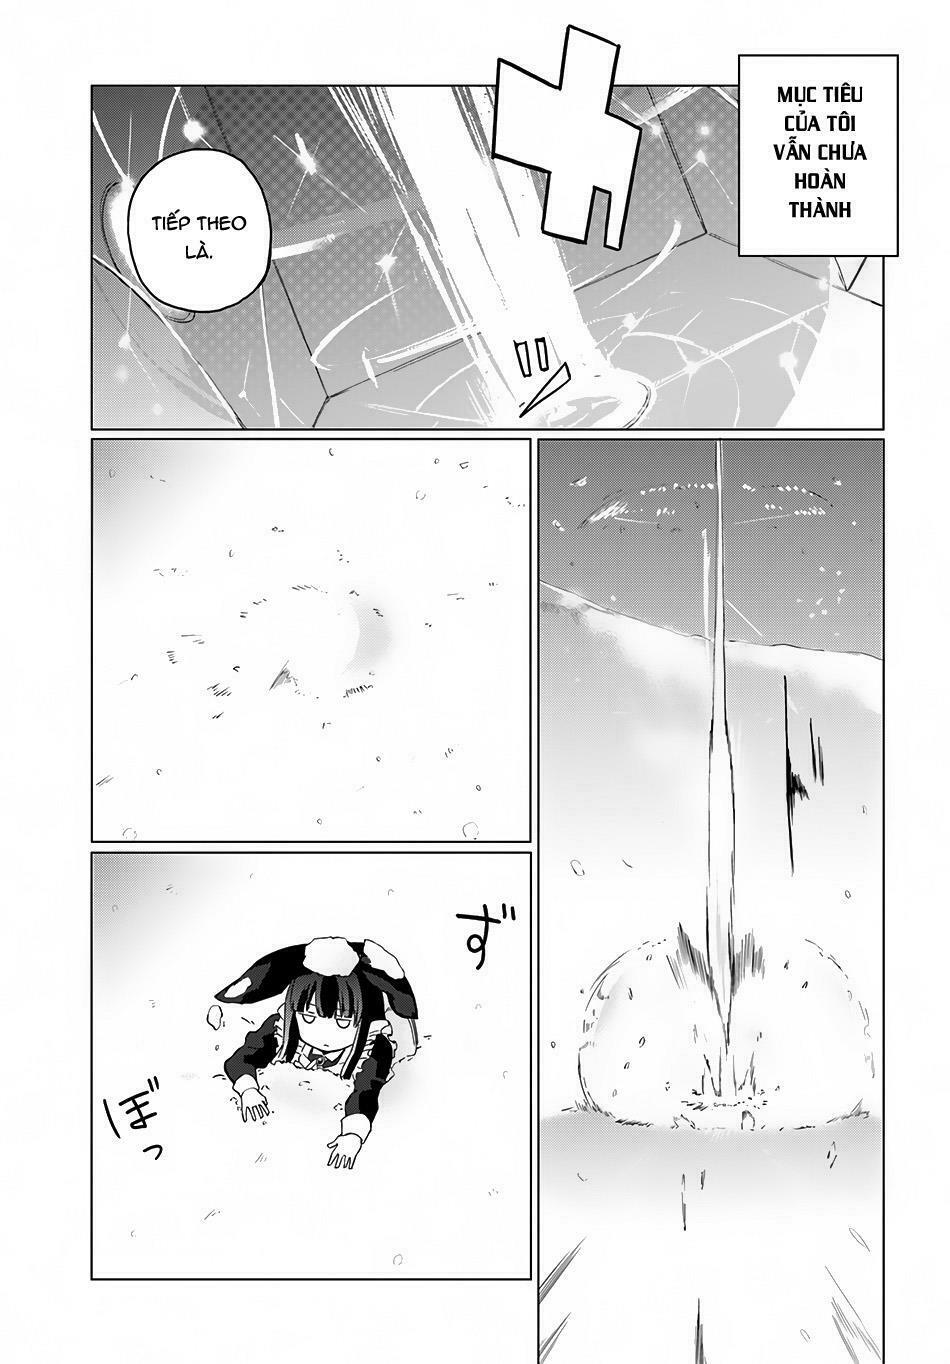 MỤC TIÊU
CỦA TÔI
VẪN CHƯA
HOÀN
THÀNH
TIẾP THEO
LÀ.
ず
ぼっ